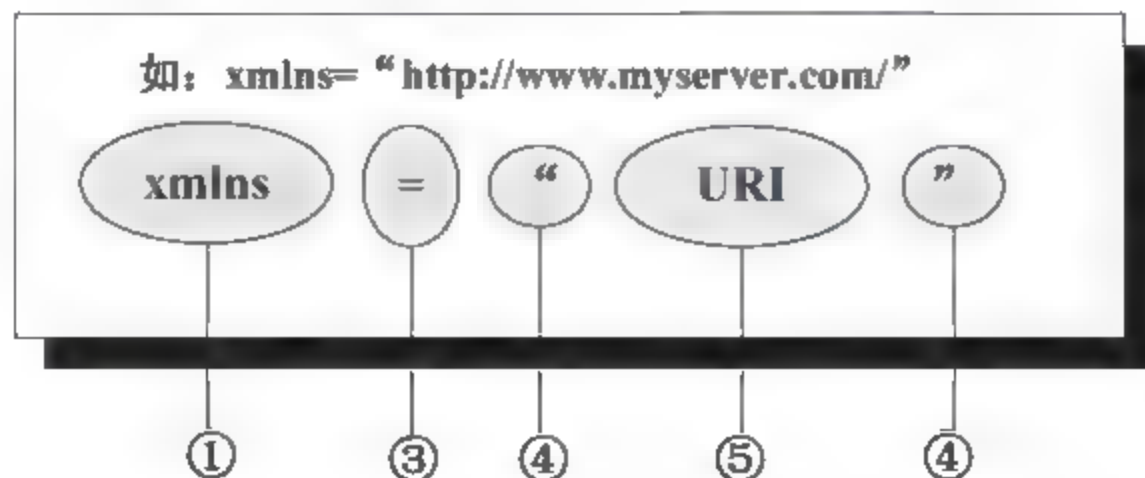 如：xmlns= “http://www.myserver.com/”
xmlns = “ URI ”
① ③ ④ ⑤ ④